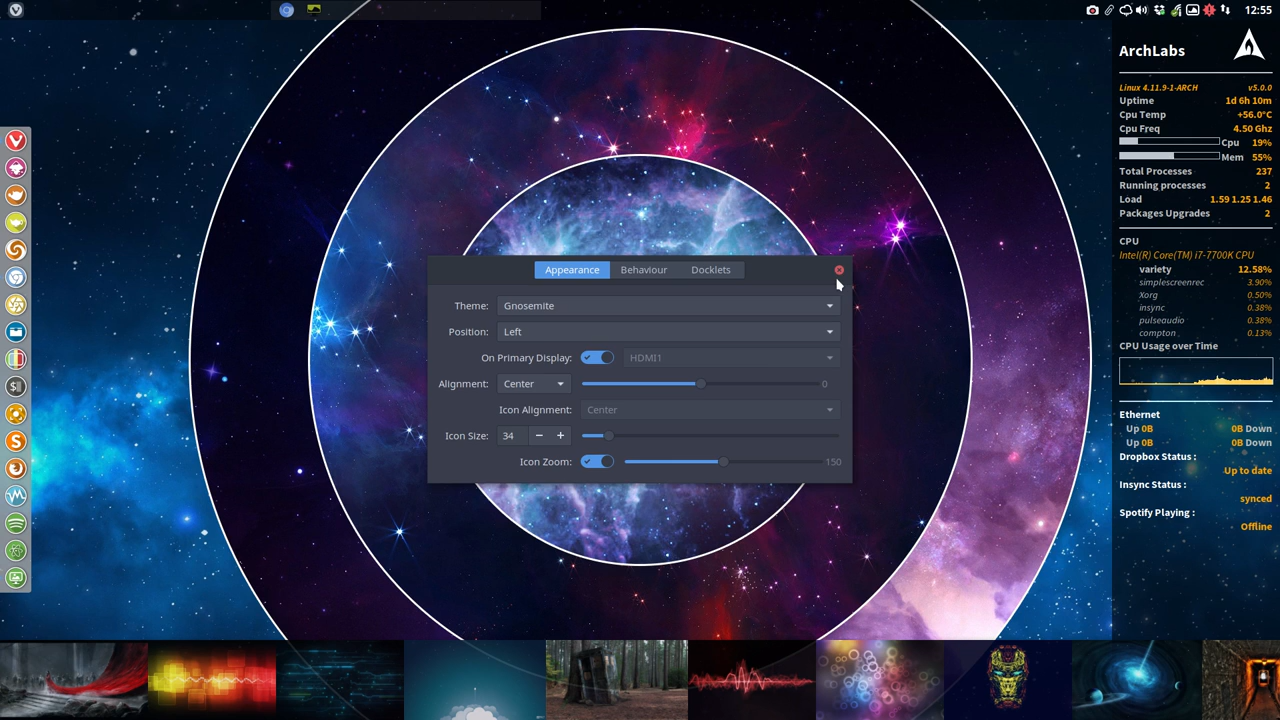 12:55
ArchLabs
Linux 4.11.9-1-ARCH v5.0.0
Uptime 1d 6h 10m
Cpu Temp +56.0°C
Cpu Freq 4.50 Ghz
Cpu 19%
Mem 55%
Total Processes 237
Running processes 2
Load 1.59 1.25 1.46
Packages Upgrades 2
CPU
Intel(R) Core(TM) i7-7700K CPU
variety 12.58%
simplescreenrec 3.90%
Xorg 0.50%
insync 0.38%
pulseaudio 0.38%
compton 0.13%
CPU Usage over Time
Ethernet
Up 0B 0B Down
Up 0B 0B Down
Dropbox Status :
Up to date
Insync Status :
synced
Spotify Playing :
Offline
Appearance Behaviour Docklets
Theme: Gnosemite
Position: Left
On Primary Display: HDMI1
Alignment: Center 0
Icon Alignment: Center
Icon Size: 34 − +
Icon Zoom: 150